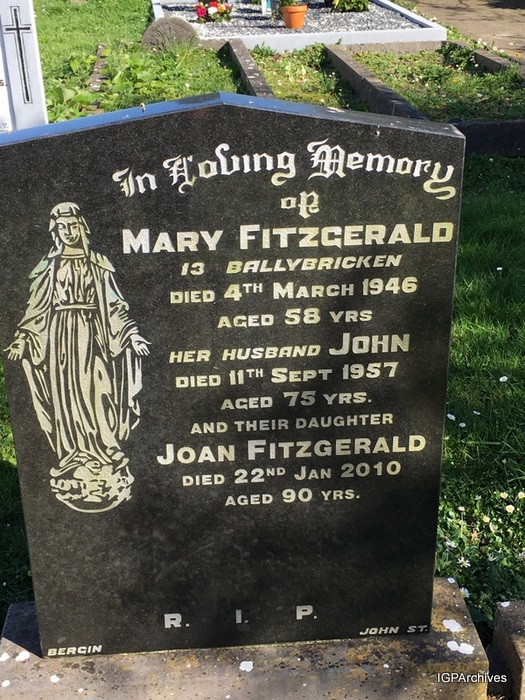 In Loving Memory
of
MARY FITZGERALD
13 BALLYBRICKEN
DIED 4TH MARCH 1946
AGED 58 YRS
HER HUSBAND JOHN
DIED 11TH SEPT 1957
AGED 75 YRS.
AND THEIR DAUGHTER
JOAN FITZGERALD
DIED 22ND JAN 2010
AGED 90 YRS.
R. I. P.
BERGIN
JOHN ST.
IGPArchives